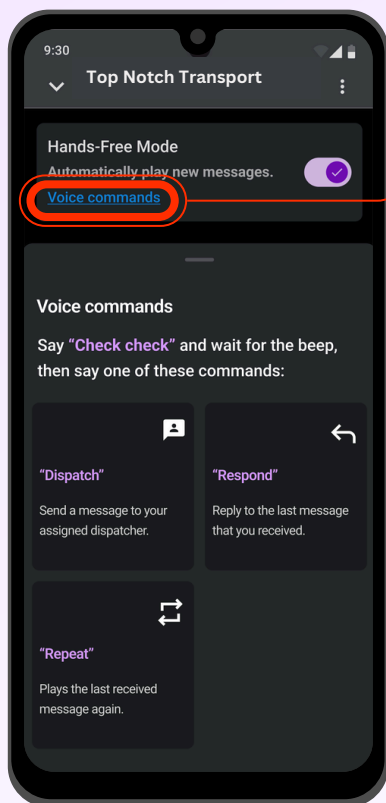 9:30
Top Notch Transport
Hands-Free Mode
Automatically play new messages.
Voice commands
Voice commands
Say “Check check” and wait for the beep,
then say one of these commands:
“Dispatch”
Send a message to your
assigned dispatcher.
“Respond”
Reply to the last message
that you received.
“Repeat”
Plays the last received
message again.